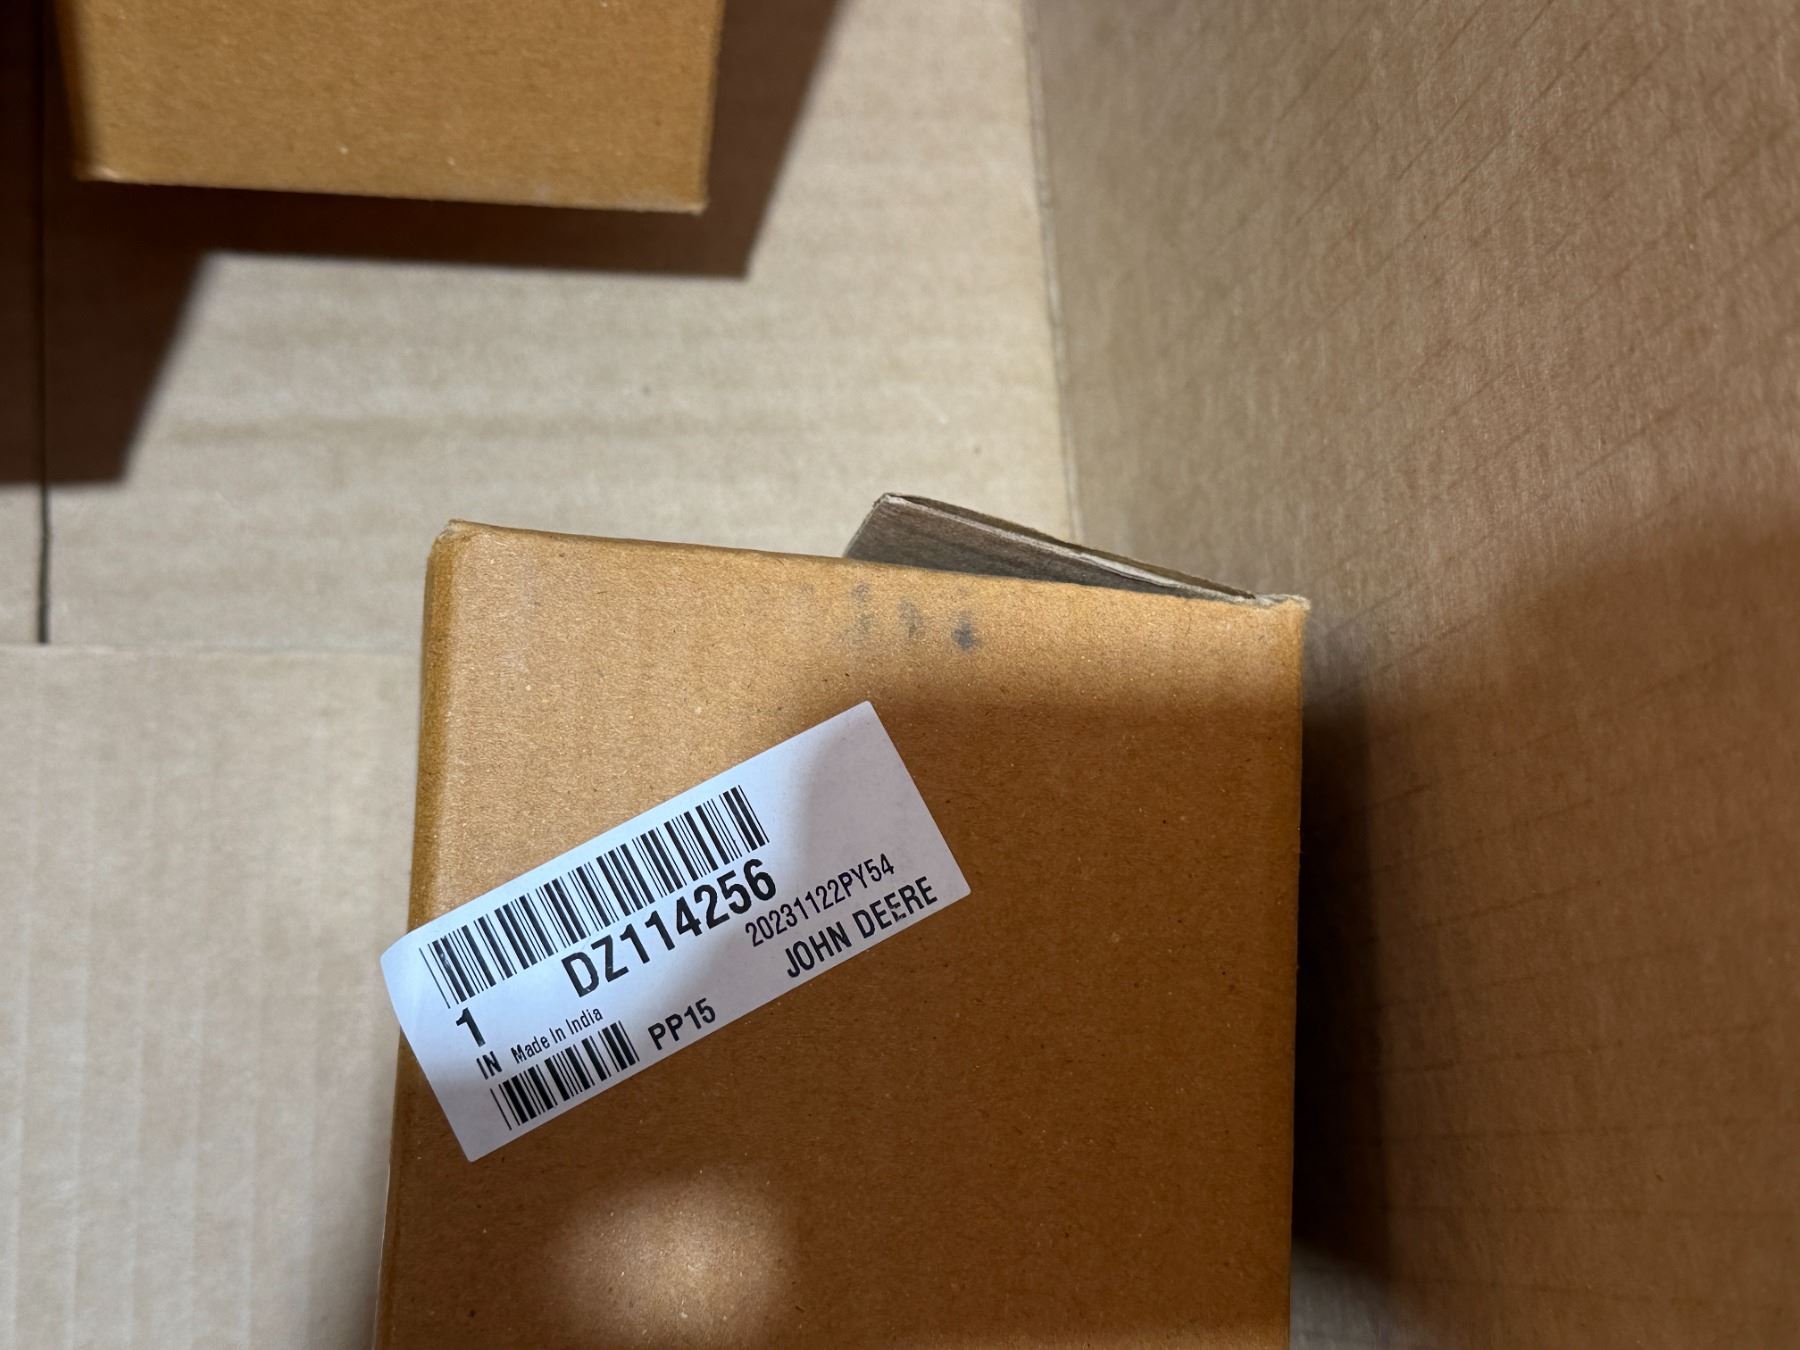 DZ114256
20231122PY54
1
JOHN DEERE
IN Made In India
PP15